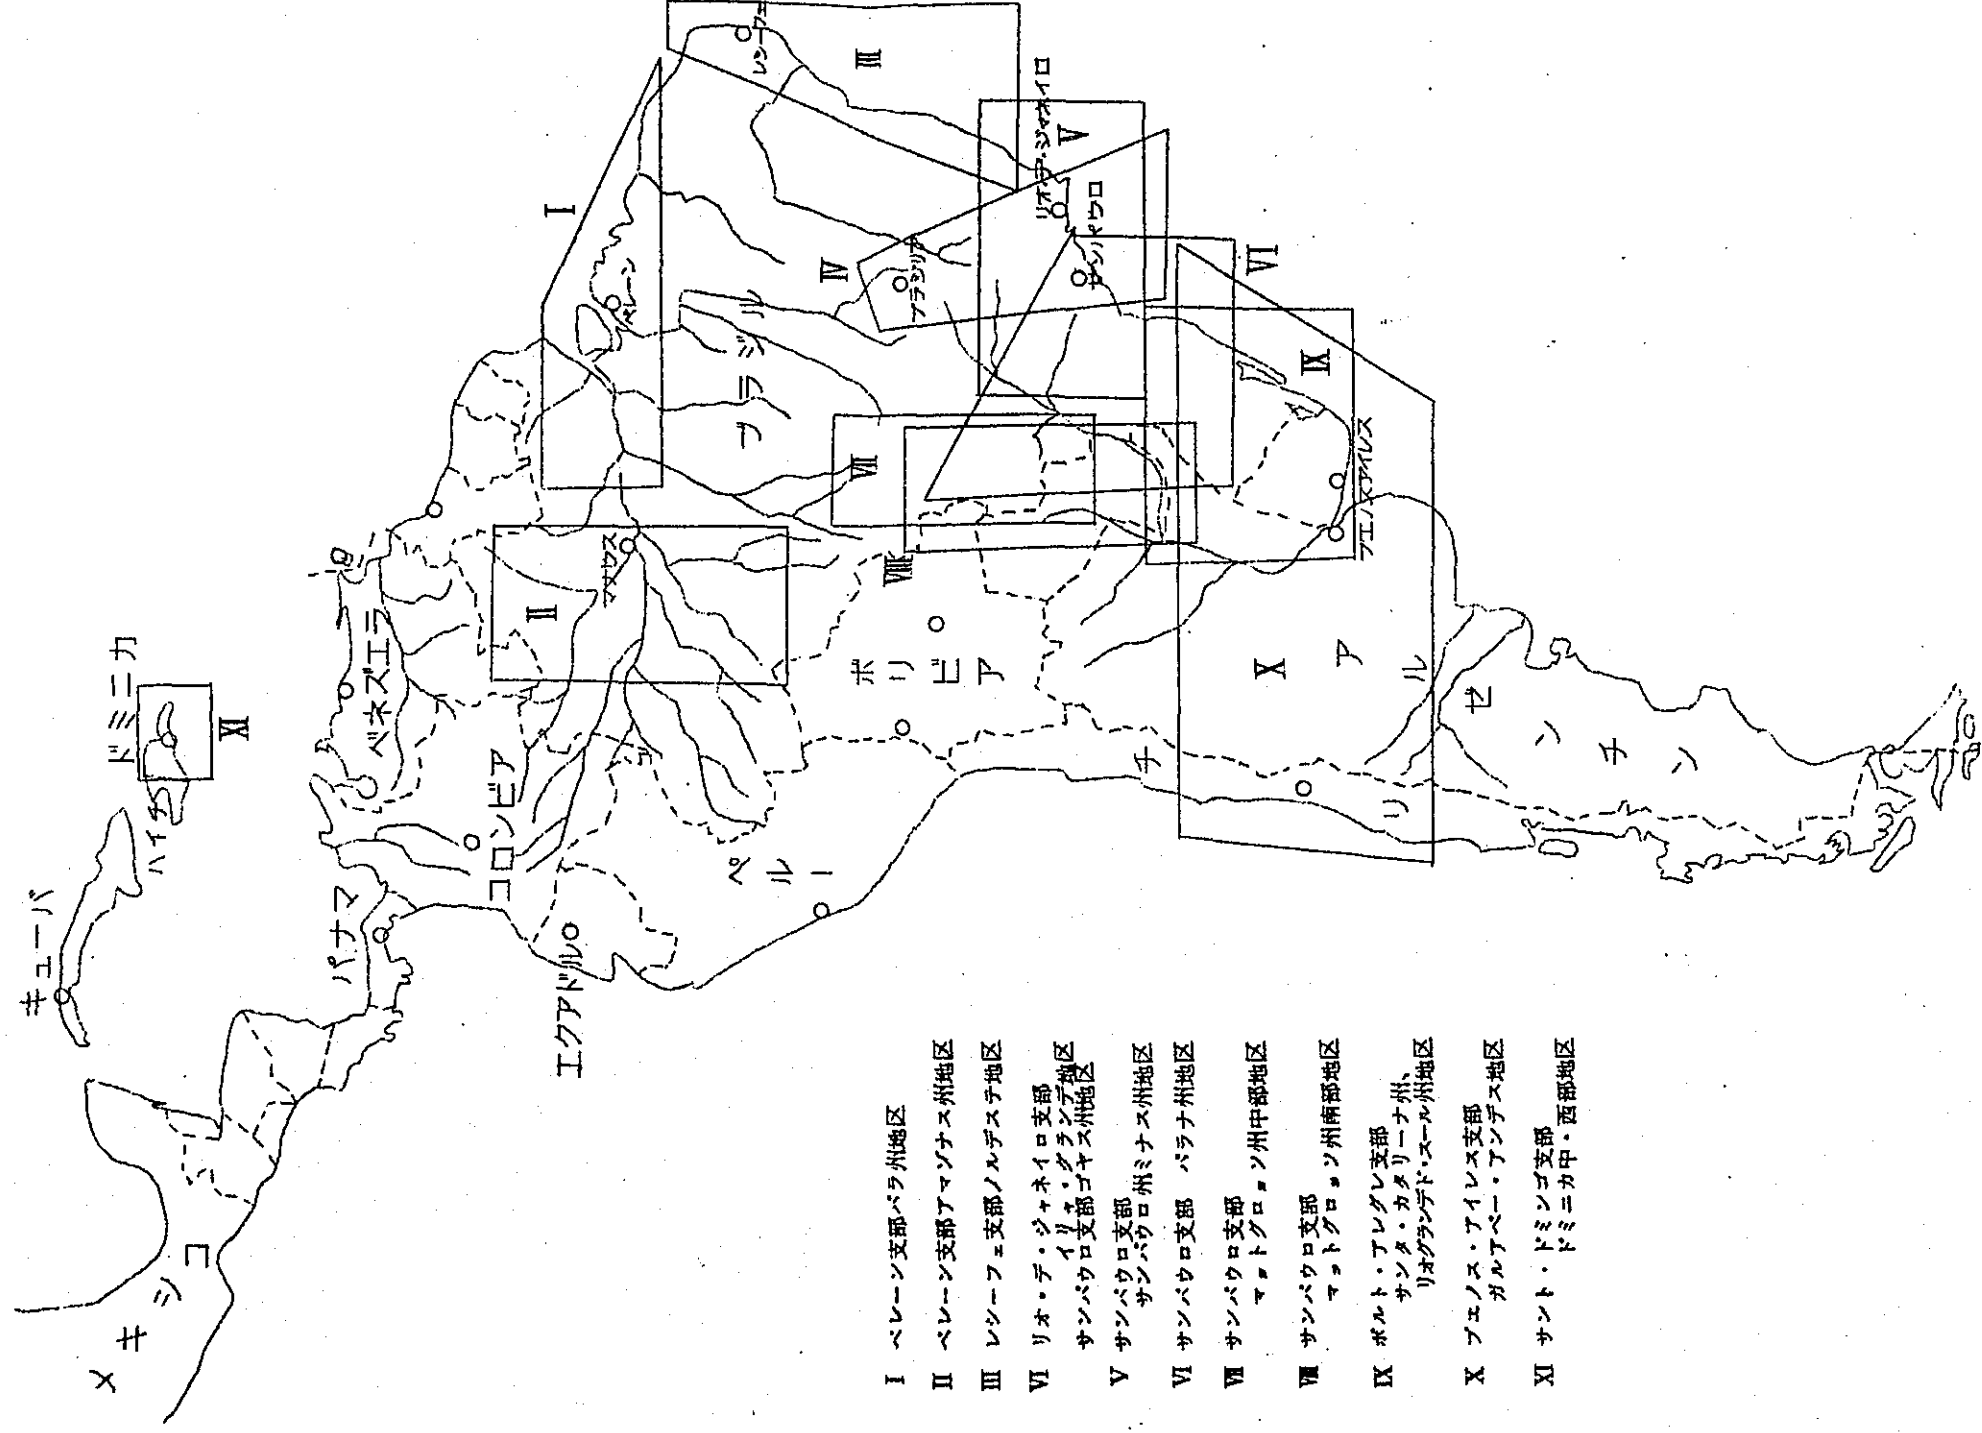 メキシコ
キューバ
ハイチ
ドミニカ
XI
パナマ
ベネズエラ
コロンビア
エクアドル
ペルー
ボリビア
ブラジル
チリ
アルゼンチン
I
ベレーン
II
マナウス
III
レシーフェ
IV
ブラジリア
V
リオ・デ・ジャネイロ
サンパウロ
VI
VII
VIII
IX
ブエノスアイレス
X
I ベレーン支部パラ州地区
II ベレーン支部アマゾナス州地区
III レシーフェ支部ノルデステ地区
VI リオ・デ・ジャネイロ支部
イリャ・グランデ地区
サンパウロ支部ゴヤス州地区
V サンパウロ支部
サンパウロ州ミナス州地区
VI サンパウロ支部 パラナ州地区
VII サンパウロ支部
マットグロッソ州中部地区
VIII サンパウロ支部
マットグロッソ州南部地区
IX ポルト・アレグレ支部
サンタ・カタリーナ州、
リオグランデ・ド・スール州地区
X ブエノス・アイレス支部
ガルアペー・アンデス地区
XI サント・ドミンゴ支部
ドミニカ中・西部地区